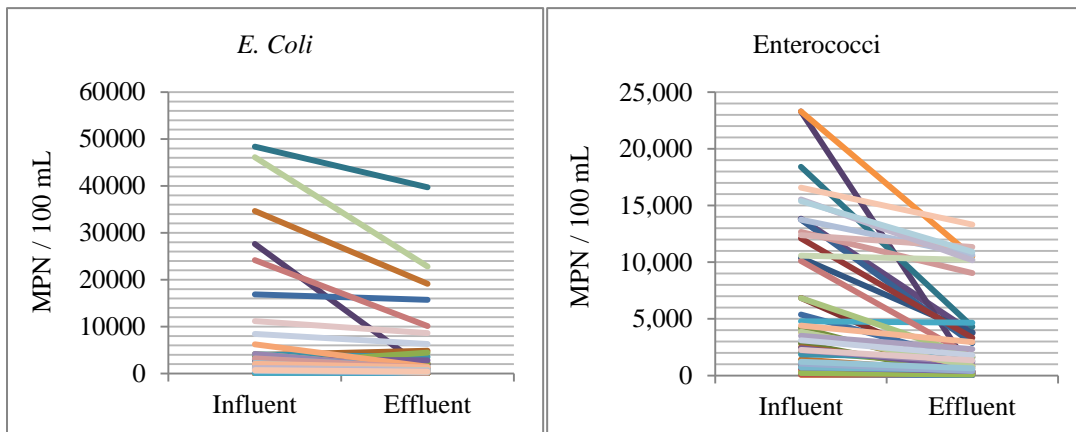 E. Coli
MPN / 100 mL
60000
50000
40000
30000
20000
10000
0
Influent
Effluent
Enterococci
MPN / 100 mL
25,000
20,000
15,000
10,000
5,000
0
Influent
Effluent